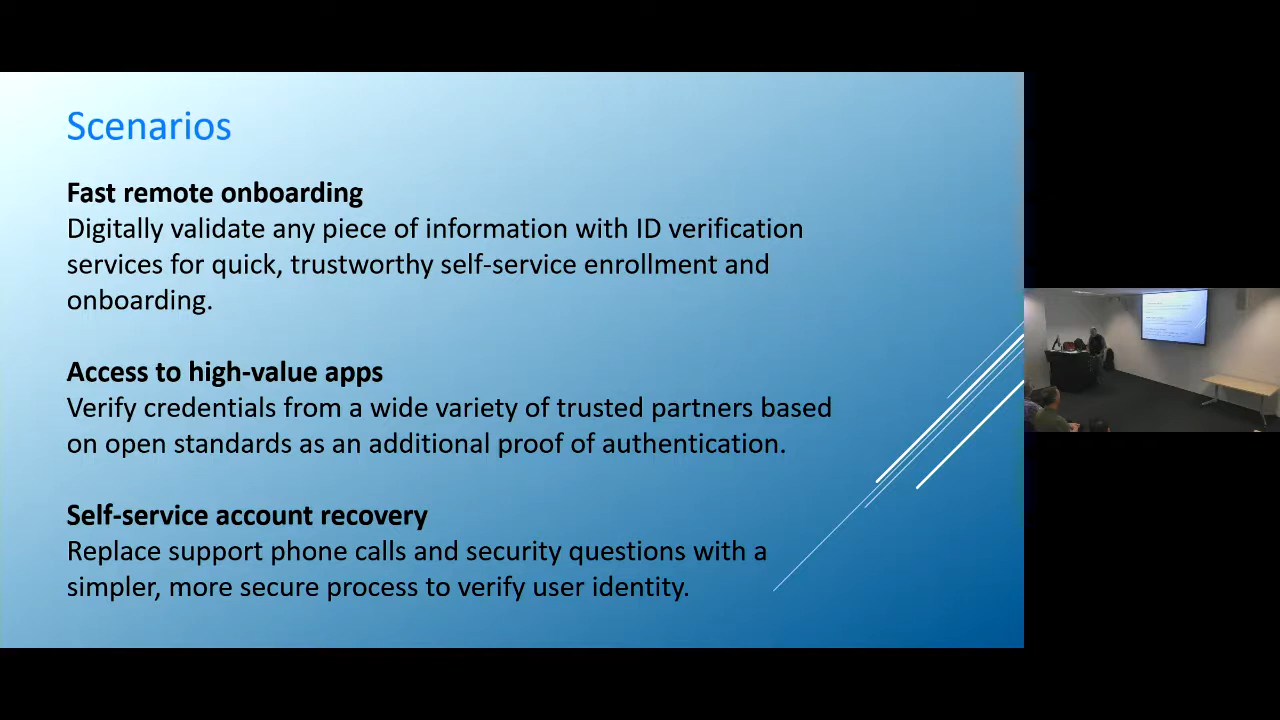 Scenarios
Fast remote onboarding
Digitally validate any piece of information with ID verification
services for quick, trustworthy self-service enrollment and
onboarding.
Access to high-value apps
Verify credentials from a wide variety of trusted partners based
on open standards as an additional proof of authentication.
Self-service account recovery
Replace support phone calls and security questions with a
simpler, more secure process to verify user identity.